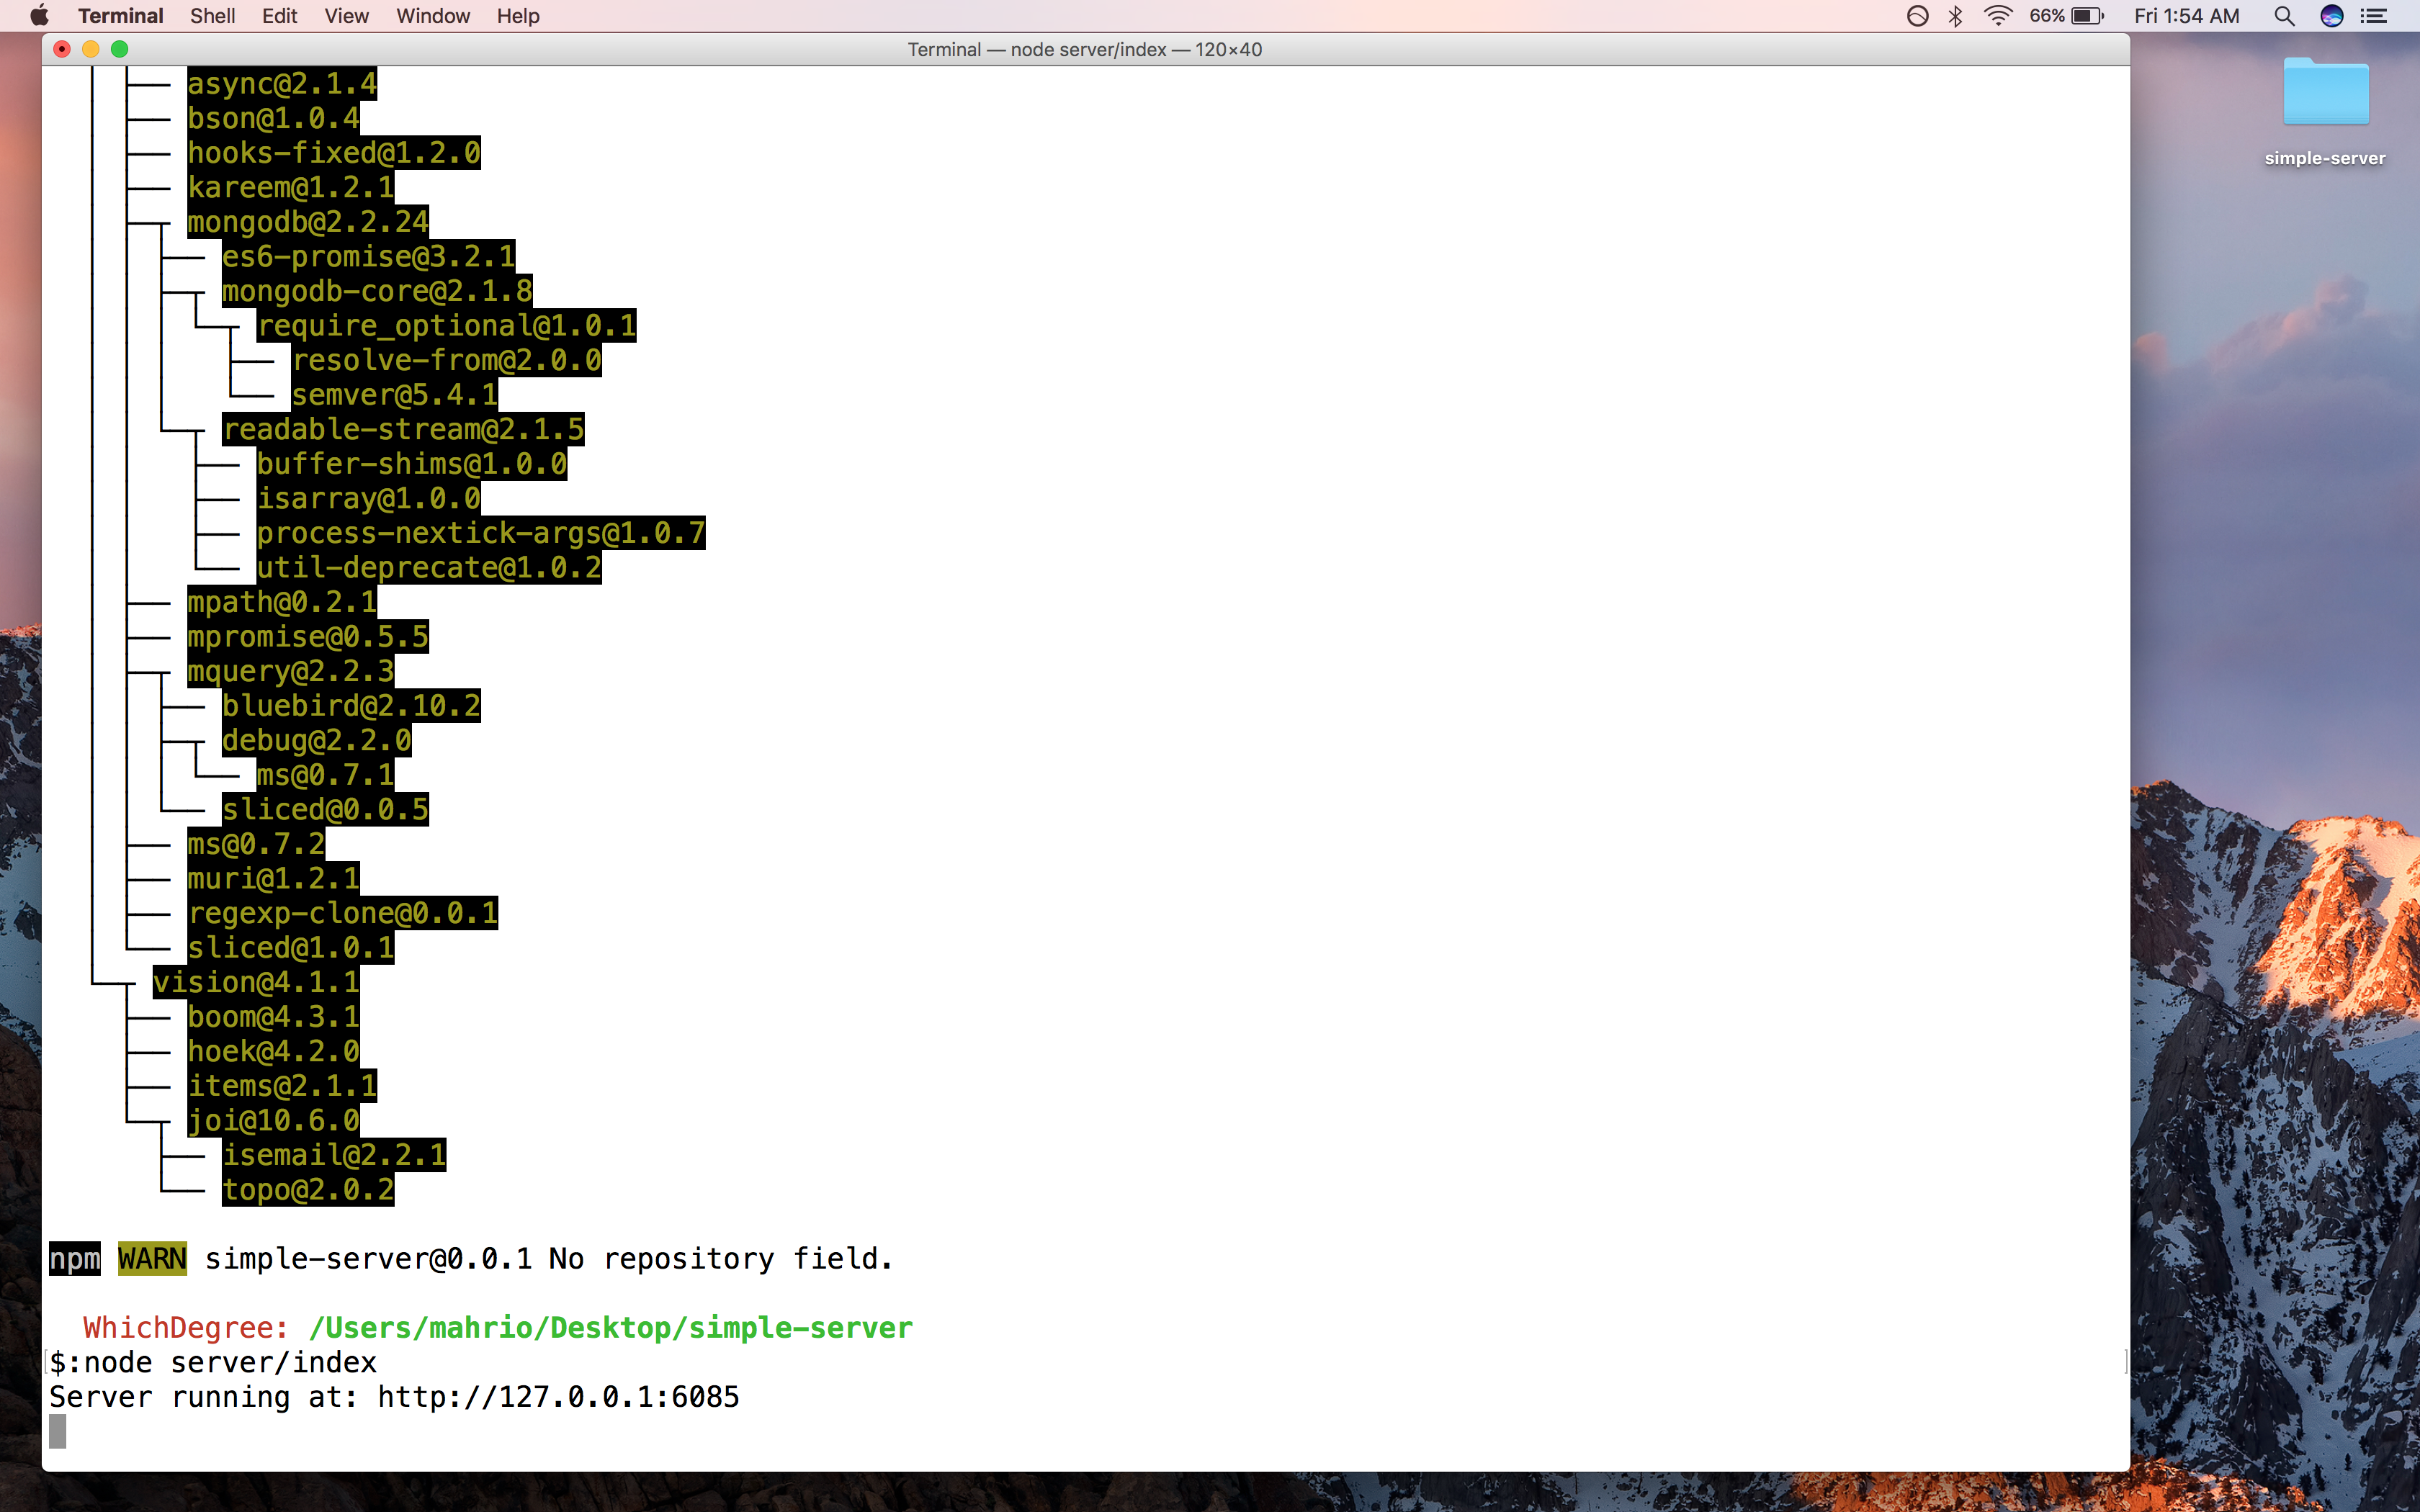 Terminal Shell Edit View Window Help 66% Fri 1:54 AM
Terminal — node server/index — 120×40
├── async@2.1.4
├── bson@1.0.4
├── hooks-fixed@1.2.0
├── kareem@1.2.1
├─┬ mongodb@2.2.24
├── es6-promise@3.2.1
├─┬ mongodb-core@2.1.8
└─┬ require_optional@1.0.1
├── resolve-from@2.0.0
└── semver@5.4.1
└─┬ readable-stream@2.1.5
├── buffer-shims@1.0.0
├── isarray@1.0.0
├── process-nextick-args@1.0.7
└── util-deprecate@1.0.2
├── mpath@0.2.1
├── mpromise@0.5.5
├─┬ mquery@2.2.3
├── bluebird@2.10.2
├─┬ debug@2.2.0
└── ms@0.7.1
└── sliced@0.0.5
├── ms@0.7.2
├── muri@1.2.1
├── regexp-clone@0.0.1
└── sliced@1.0.1
└─┬ vision@4.1.1
├── boom@4.3.1
├── hoek@4.2.0
├── items@2.1.1
└─┬ joi@10.6.0
├── isemail@2.2.1
└── topo@2.0.2
npm WARN simple-server@0.0.1 No repository field.
WhichDegree: /Users/mahrio/Desktop/simple-server
$:node server/index
Server running at: http://127.0.0.1:6085
simple-server